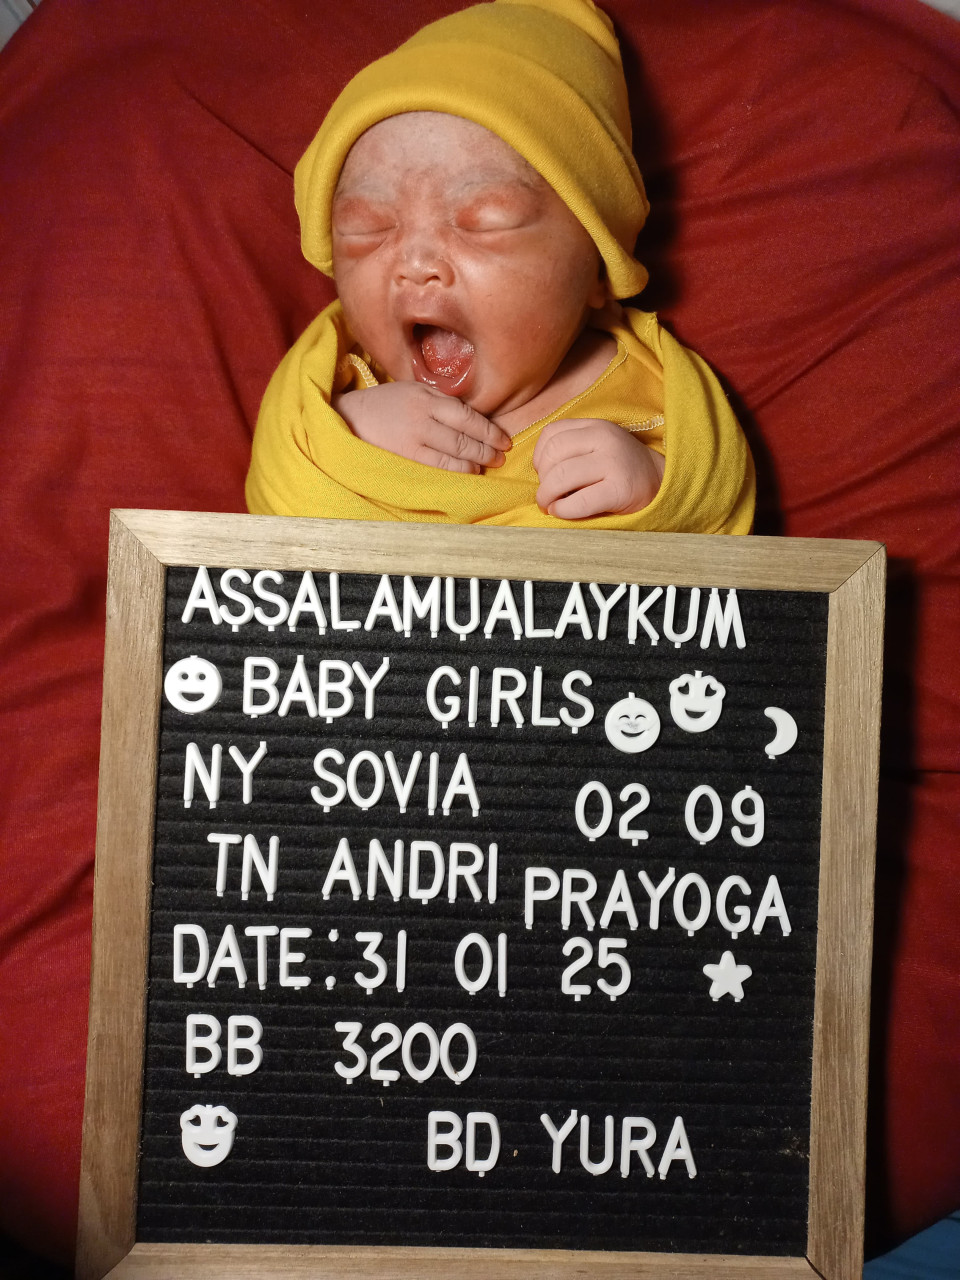 ASSALAMUALAYKUM
BABY GIRLS
NY SOVIA 02 09
TN ANDRI PRAYOGA
DATE:31 01 25
BB 3200
BD YURA